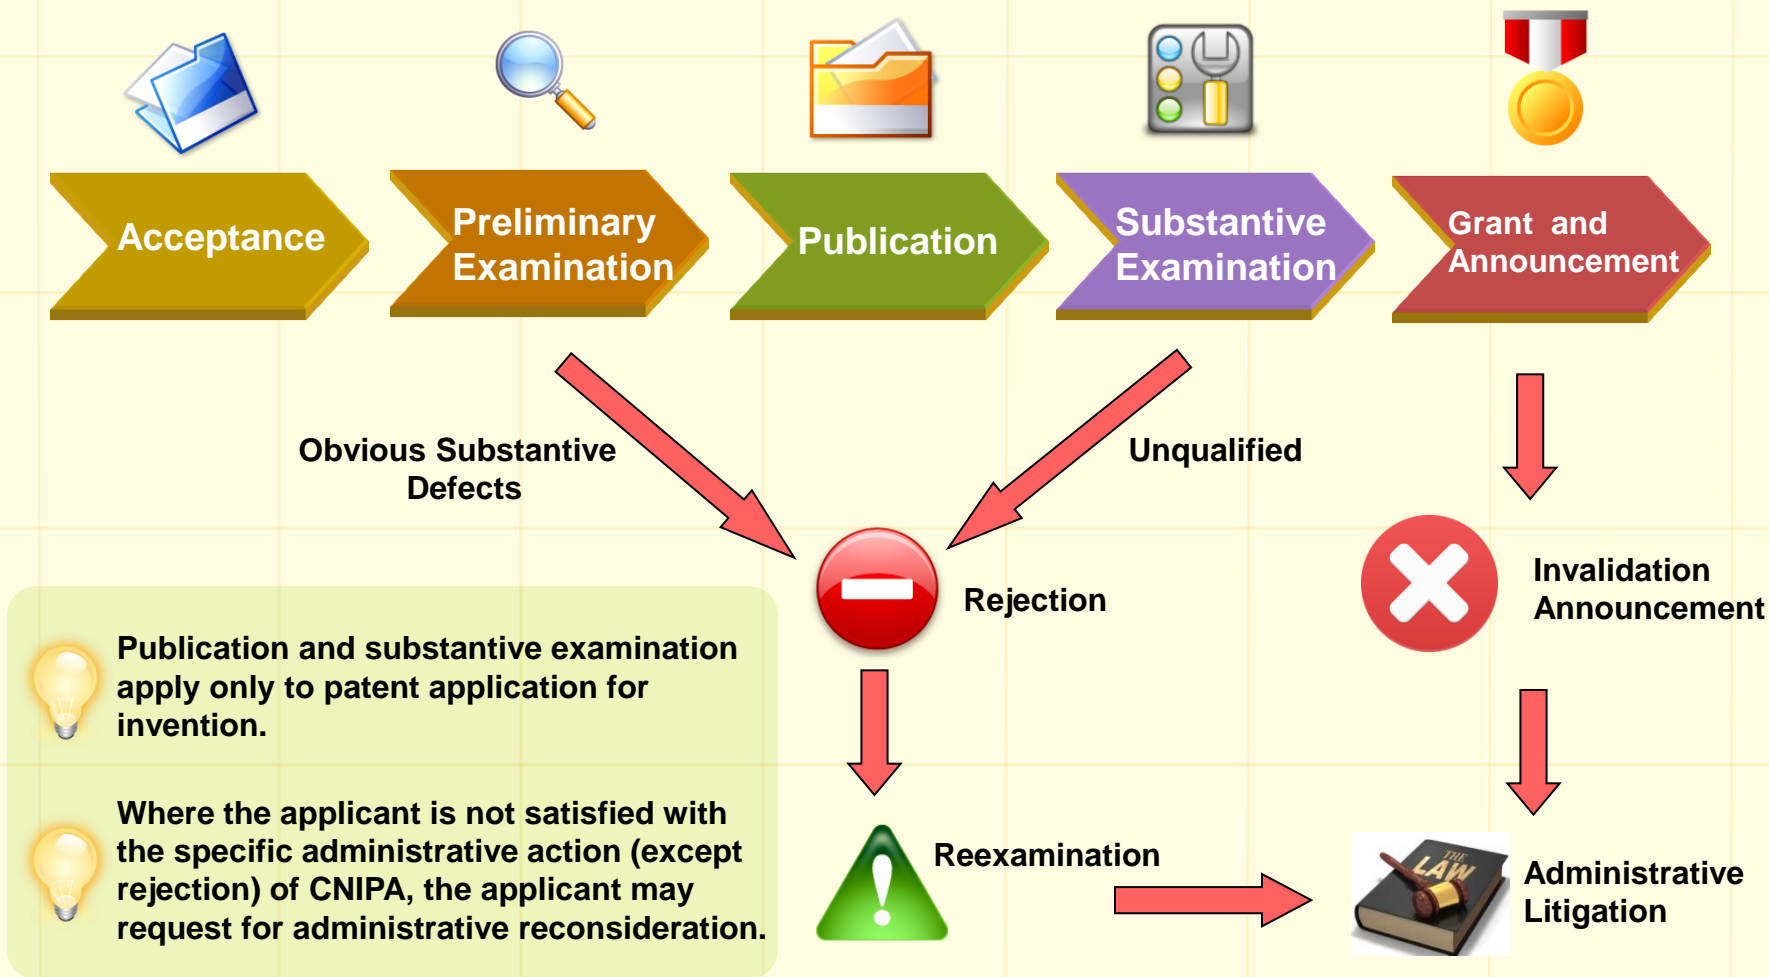 Acceptance
Preliminary
Examination
Publication
Substantive
Examination
Grant and
Announcement
Obvious Substantive
Defects
Unqualified
Rejection
Invalidation
Announcement
Publication and substantive examination
apply only to patent application for
invention.
Where the applicant is not satisfied with
the specific administrative action (except
rejection) of CNIPA, the applicant may
request for administrative reconsideration.
Reexamination
THE
LAW
Administrative
Litigation